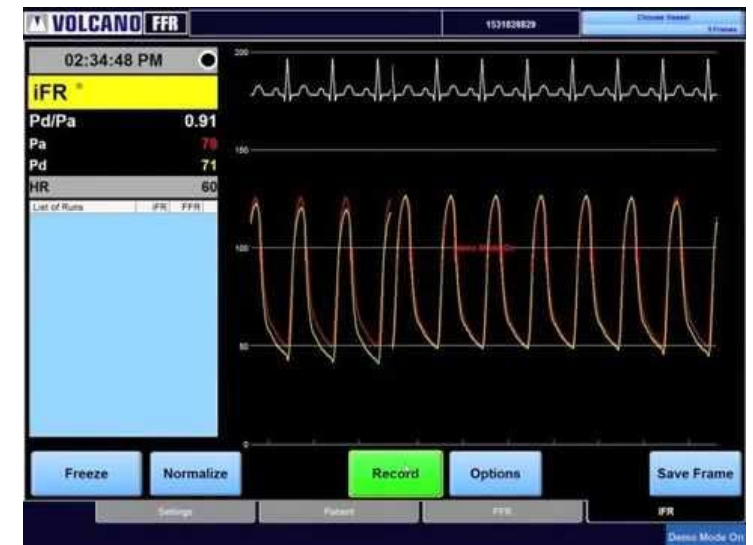 VOLCANO FFR
1531828829
Choose Vessel
02:34:48 PM
iFR
Pd/Pa 0.91
Pa 78
Pd 71
HR 60
List of Runs iFR FFR
200
150
100
50
0
Demo Mode On
Freeze
Normalize
Record
Options
Save Frame
Settings
Patient
FFR
iFR
Demo Mode On